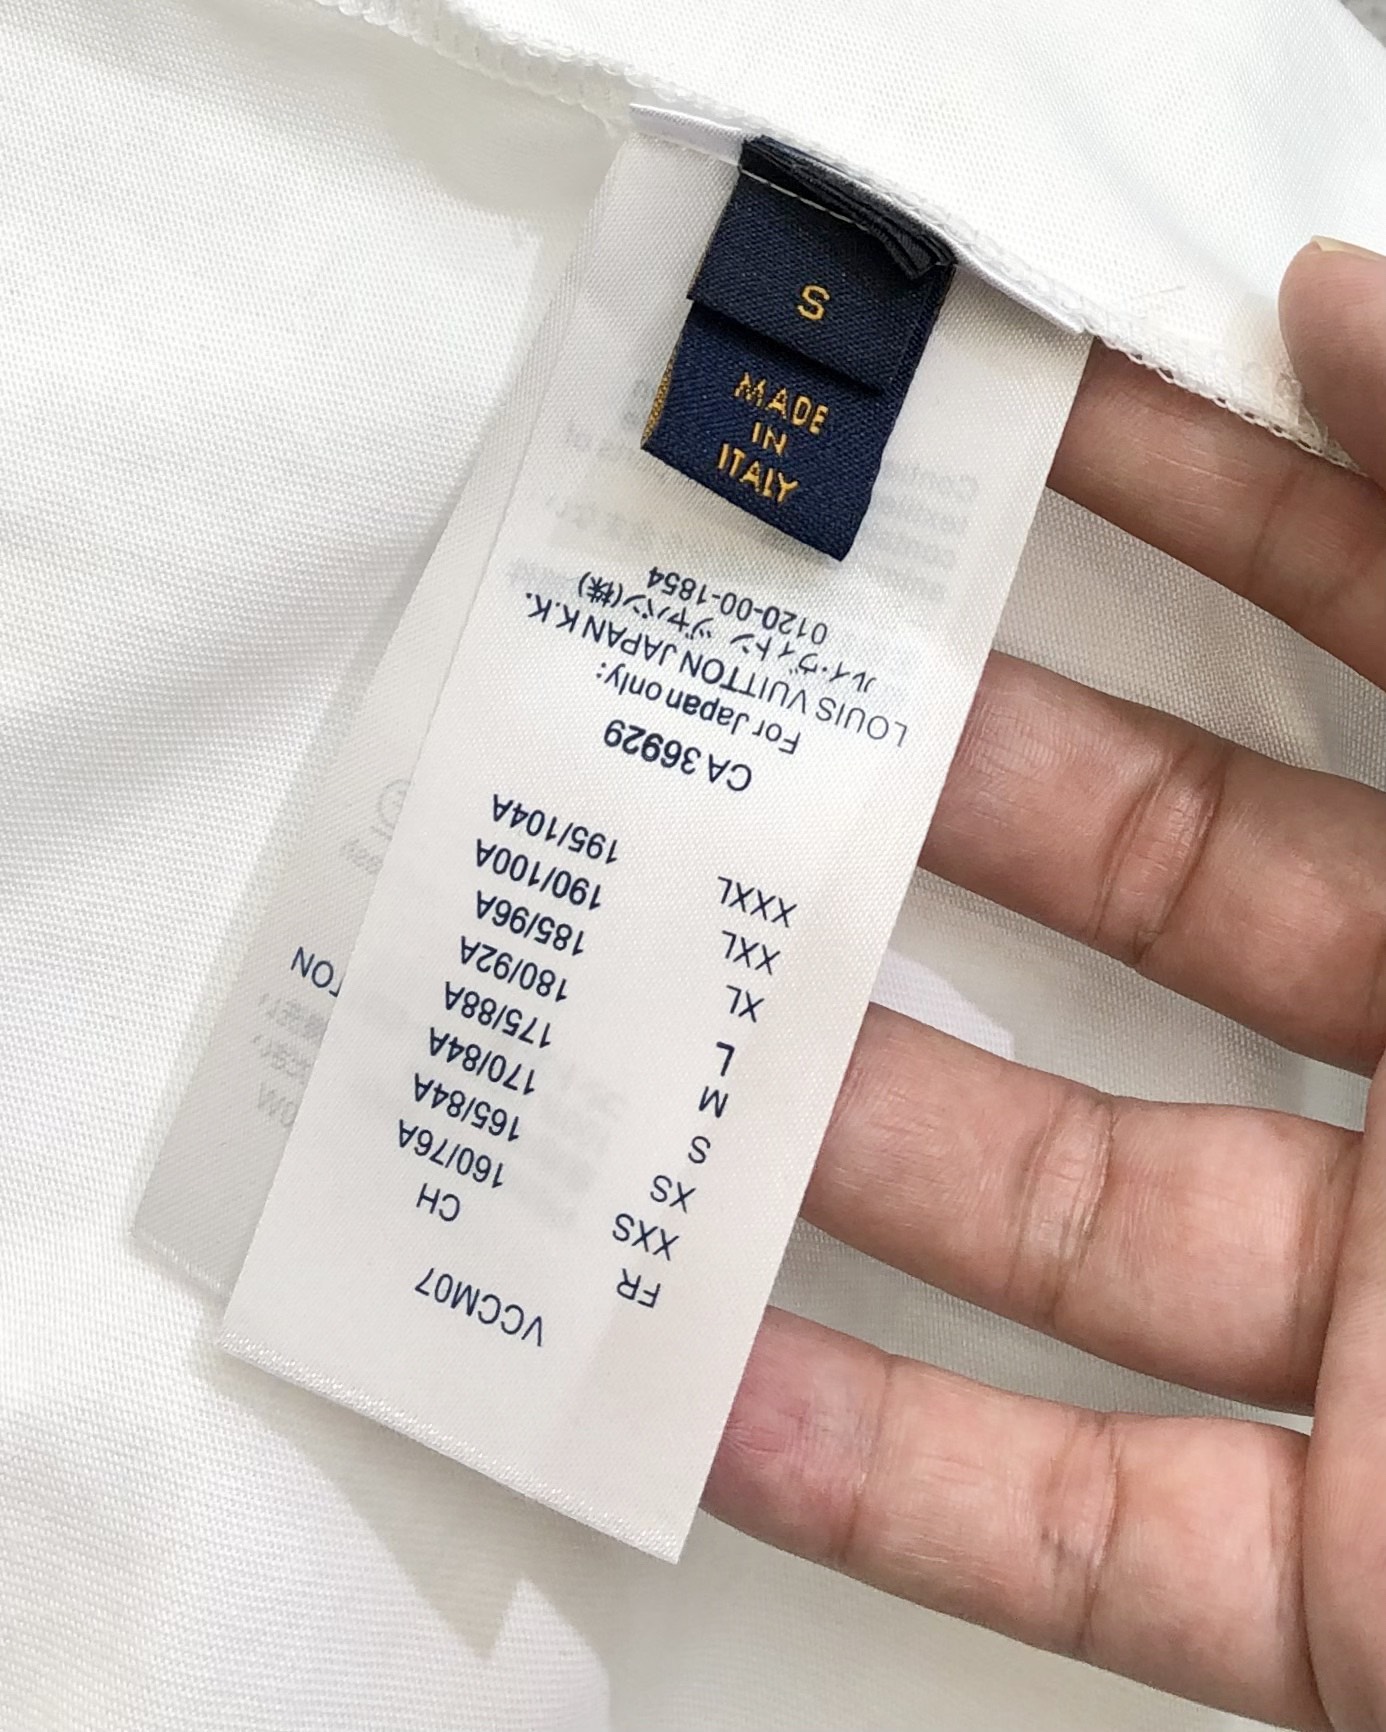 S
MADE
IN
ITALY
VCCM07
FR CH
XXS 160/76A
XS 165/84A
S 170/84A
M 175/88A
L 180/92A
XL 185/96A
XXL 190/100A
XXXL 195/104A
CA 36929
For Japan only:
LOUIS VUITTON JAPAN K.K.
ルイ・ヴィトン ジャパン(株)
0120-00-1854
TON